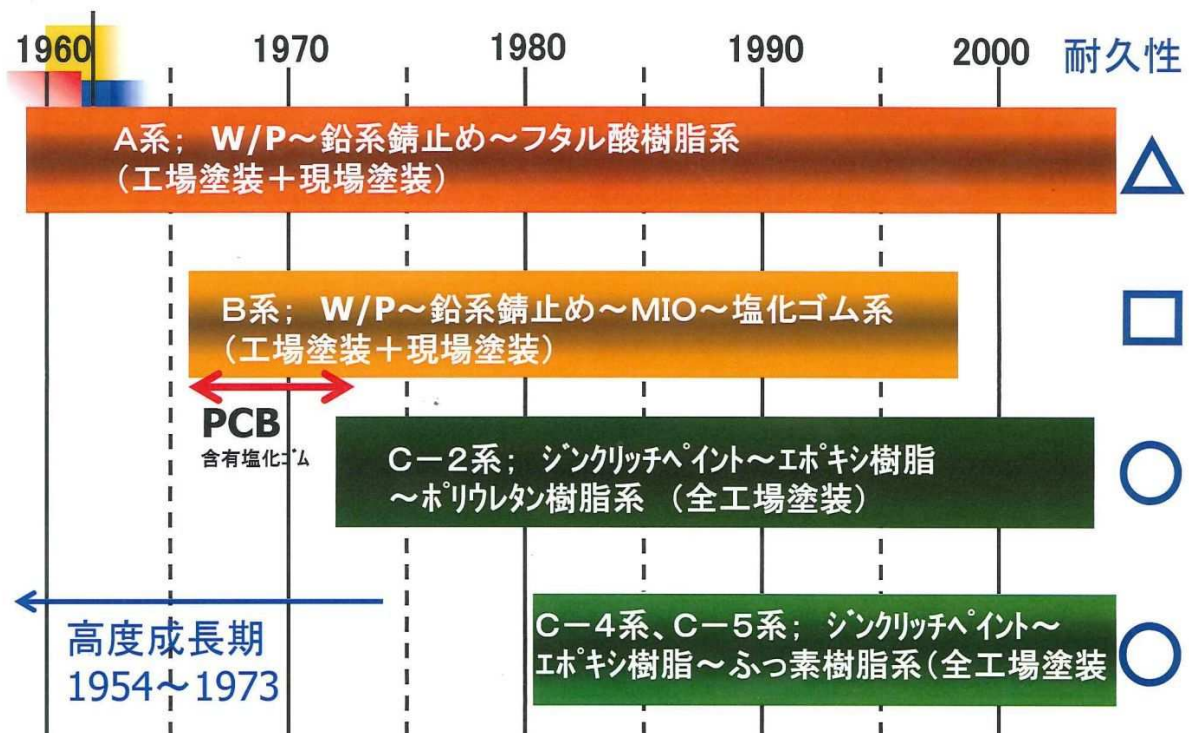 1960 1970 1980 1990 2000 耐久性
A系; W/P~鉛系錆止め~フタル酸樹脂系
(工場塗装+現場塗装)
B系; W/P~鉛系錆止め~MIO~塩化ゴム系
(工場塗装+現場塗装)
PCB
含有塩化ゴム
C-2系; ジンクリッチペイント~エポキシ樹脂
~ポリウレタン樹脂系 (全工場塗装)
高度成長期
1954~1973
C-4系、C-5系; ジンクリッチペイント~
エポキシ樹脂~ふっ素樹脂系(全工場塗装